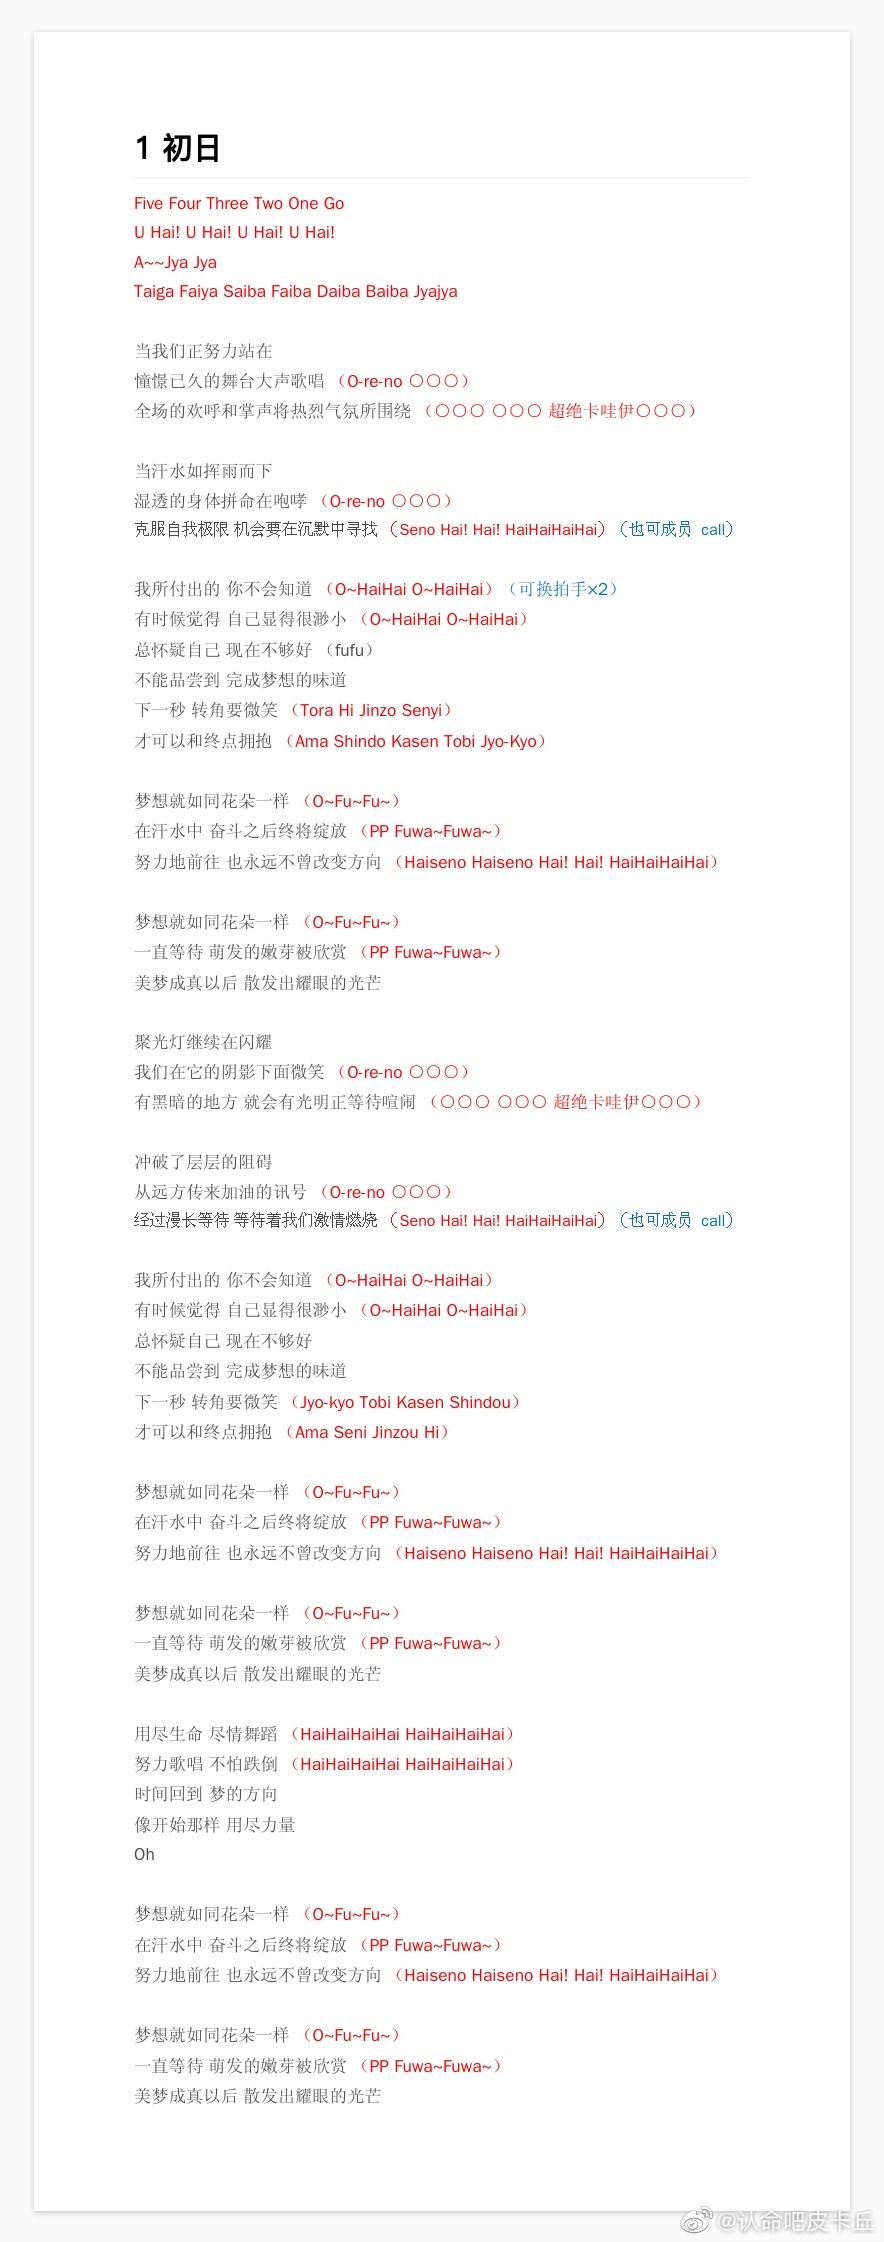 1 初日
Five Four Three Two One Go
U Hai! U Hai! U Hai! U Hai!
A~~Jya Jya
Taiga Faiya Saiba Faiba Daiba Baiba Jyajya
当我们正努力站在
憧憬已久的舞台大声歌唱 （O-re-no 〇〇〇）
全场的欢呼和掌声将热烈气氛所围绕 （〇〇〇 〇〇〇 超绝卡哇伊〇〇〇）
当汗水如挥雨而下
湿透的身体拼命在咆哮 （O-re-no 〇〇〇）
克服自我极限 机会要在沉默中寻找 （Seno Hai! Hai! HaiHaiHaiHai）（也可成员 call）
我所付出的 你不会知道 （O~HaiHai O~HaiHai）（可换拍手×2）
有时候觉得 自己显得很渺小 （O~HaiHai O~HaiHai）
总怀疑自己 现在不够好 （fufu）
不能品尝到 完成梦想的味道
下一秒 转角要微笑 （Tora Hi Jinzo Senyi）
才可以和终点拥抱 （Ama Shindo Kasen Tobi Jyo-Kyo）
梦想就如同花朵一样 （O~Fu~Fu~）
在汗水中 奋斗之后终将绽放 （PP Fuwa~Fuwa~）
努力地前往 也永远不曾改变方向 （Haiseno Haiseno Hai! Hai! HaiHaiHaiHai）
梦想就如同花朵一样 （O~Fu~Fu~）
一直等待 萌发的嫩芽被欣赏 （PP Fuwa~Fuwa~）
美梦成真以后 散发出耀眼的光芒
聚光灯继续在闪耀
我们在它的阴影下面微笑 （O-re-no 〇〇〇）
有黑暗的地方 就会有光明正等待喧闹 （〇〇〇 〇〇〇 超绝卡哇伊〇〇〇）
冲破了层层的阻碍
从远方传来加油的讯号 （O-re-no 〇〇〇）
经过漫长等待 等待着我们激情燃烧 （Seno Hai! Hai! HaiHaiHaiHai）（也可成员 call）
我所付出的 你不会知道 （O~HaiHai O~HaiHai）
有时候觉得 自己显得很渺小 （O~HaiHai O~HaiHai）
总怀疑自己 现在不够好
不能品尝到 完成梦想的味道
下一秒 转角要微笑 （Jyo-kyo Tobi Kasen Shindou）
才可以和终点拥抱 （Ama Seni Jinzou Hi）
梦想就如同花朵一样 （O~Fu~Fu~）
在汗水中 奋斗之后终将绽放 （PP Fuwa~Fuwa~）
努力地前往 也永远不曾改变方向 （Haiseno Haiseno Hai! Hai! HaiHaiHaiHai）
梦想就如同花朵一样 （O~Fu~Fu~）
一直等待 萌发的嫩芽被欣赏 （PP Fuwa~Fuwa~）
美梦成真以后 散发出耀眼的光芒
用尽生命 尽情舞蹈 （HaiHaiHaiHai HaiHaiHaiHai）
努力歌唱 不怕跌倒 （HaiHaiHaiHai HaiHaiHaiHai）
时间回到 梦的方向
像开始那样 用尽力量
Oh
梦想就如同花朵一样 （O~Fu~Fu~）
在汗水中 奋斗之后终将绽放 （PP Fuwa~Fuwa~）
努力地前往 也永远不曾改变方向 （Haiseno Haiseno Hai! Hai! HaiHaiHaiHai）
梦想就如同花朵一样 （O~Fu~Fu~）
一直等待 萌发的嫩芽被欣赏 （PP Fuwa~Fuwa~）
美梦成真以后 散发出耀眼的光芒
@认命吧皮卡丘